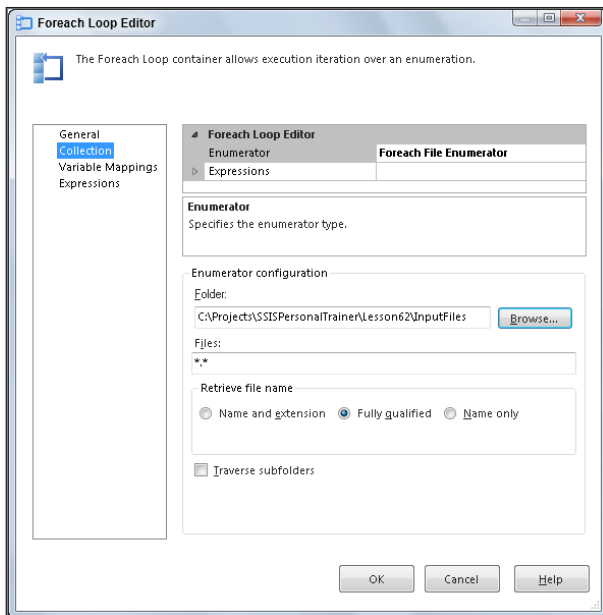 Foreach Loop Editor
The Foreach Loop container allows execution iteration over an enumeration.
General
Collection
Variable Mappings
Expressions
Foreach Loop Editor
Enumerator Foreach File Enumerator
Expressions
Enumerator
Specifies the enumerator type.
Enumerator configuration
Folder:
C:\Projects\SSISPersonalTrainer\Lesson62\InputFiles Browse...
Files:
*.*
Retrieve file name
Name and extension Fully qualified Name only
Traverse subfolders
OK Cancel Help